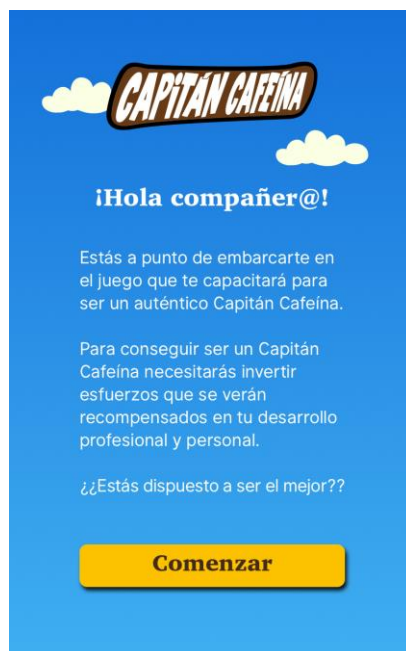 CAPiTÁN CAFEÍNA
¡Hola compañer@!
Estás a punto de embarcarte en
el juego que te capacitará para
ser un auténtico Capitán Cafeína.
Para conseguir ser un Capitán
Cafeína necesitarás invertir
esfuerzos que se verán
recompensados en tu desarrollo
profesional y personal.
¿¿Estás dispuesto a ser el mejor??
Comenzar